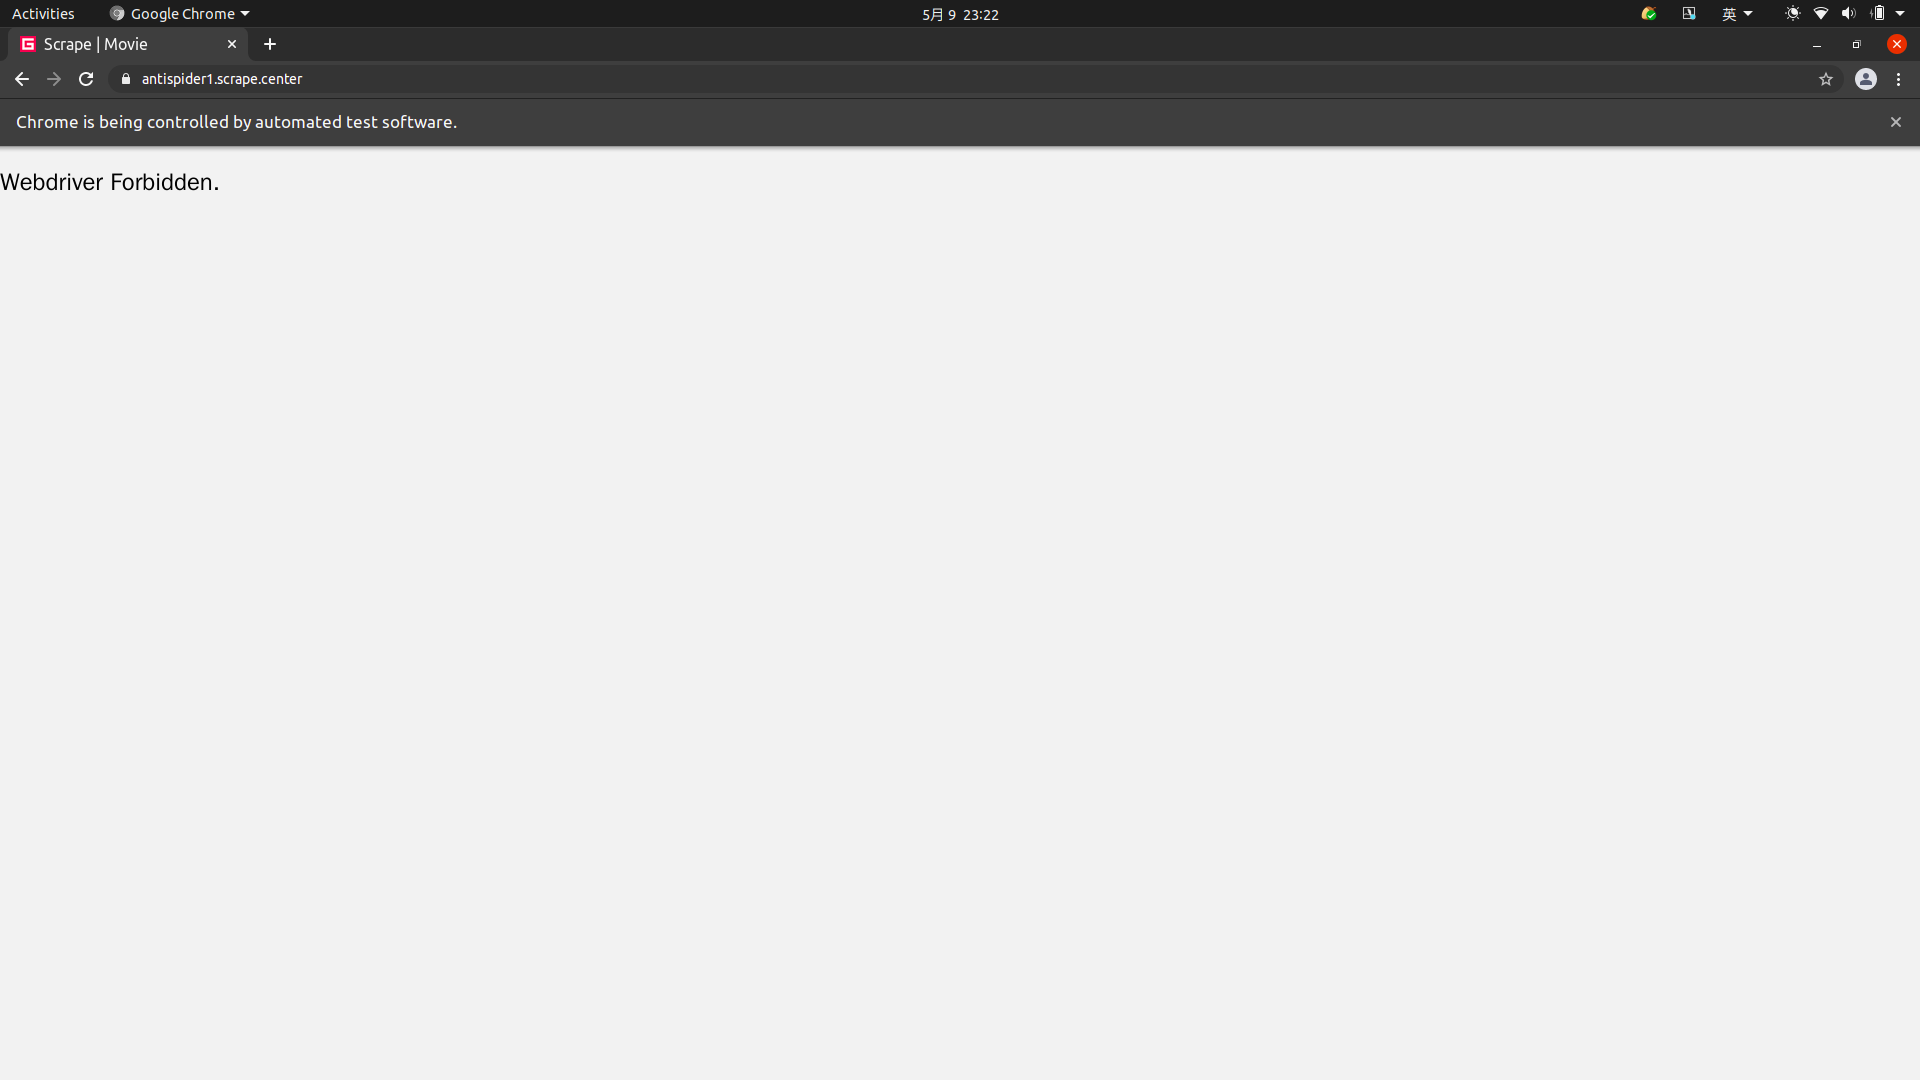 Activities
Google Chrome
5月 9 23:22
英
Scrape | Movie
antispider1.scrape.center
Chrome is being controlled by automated test software.
Webdriver Forbidden.